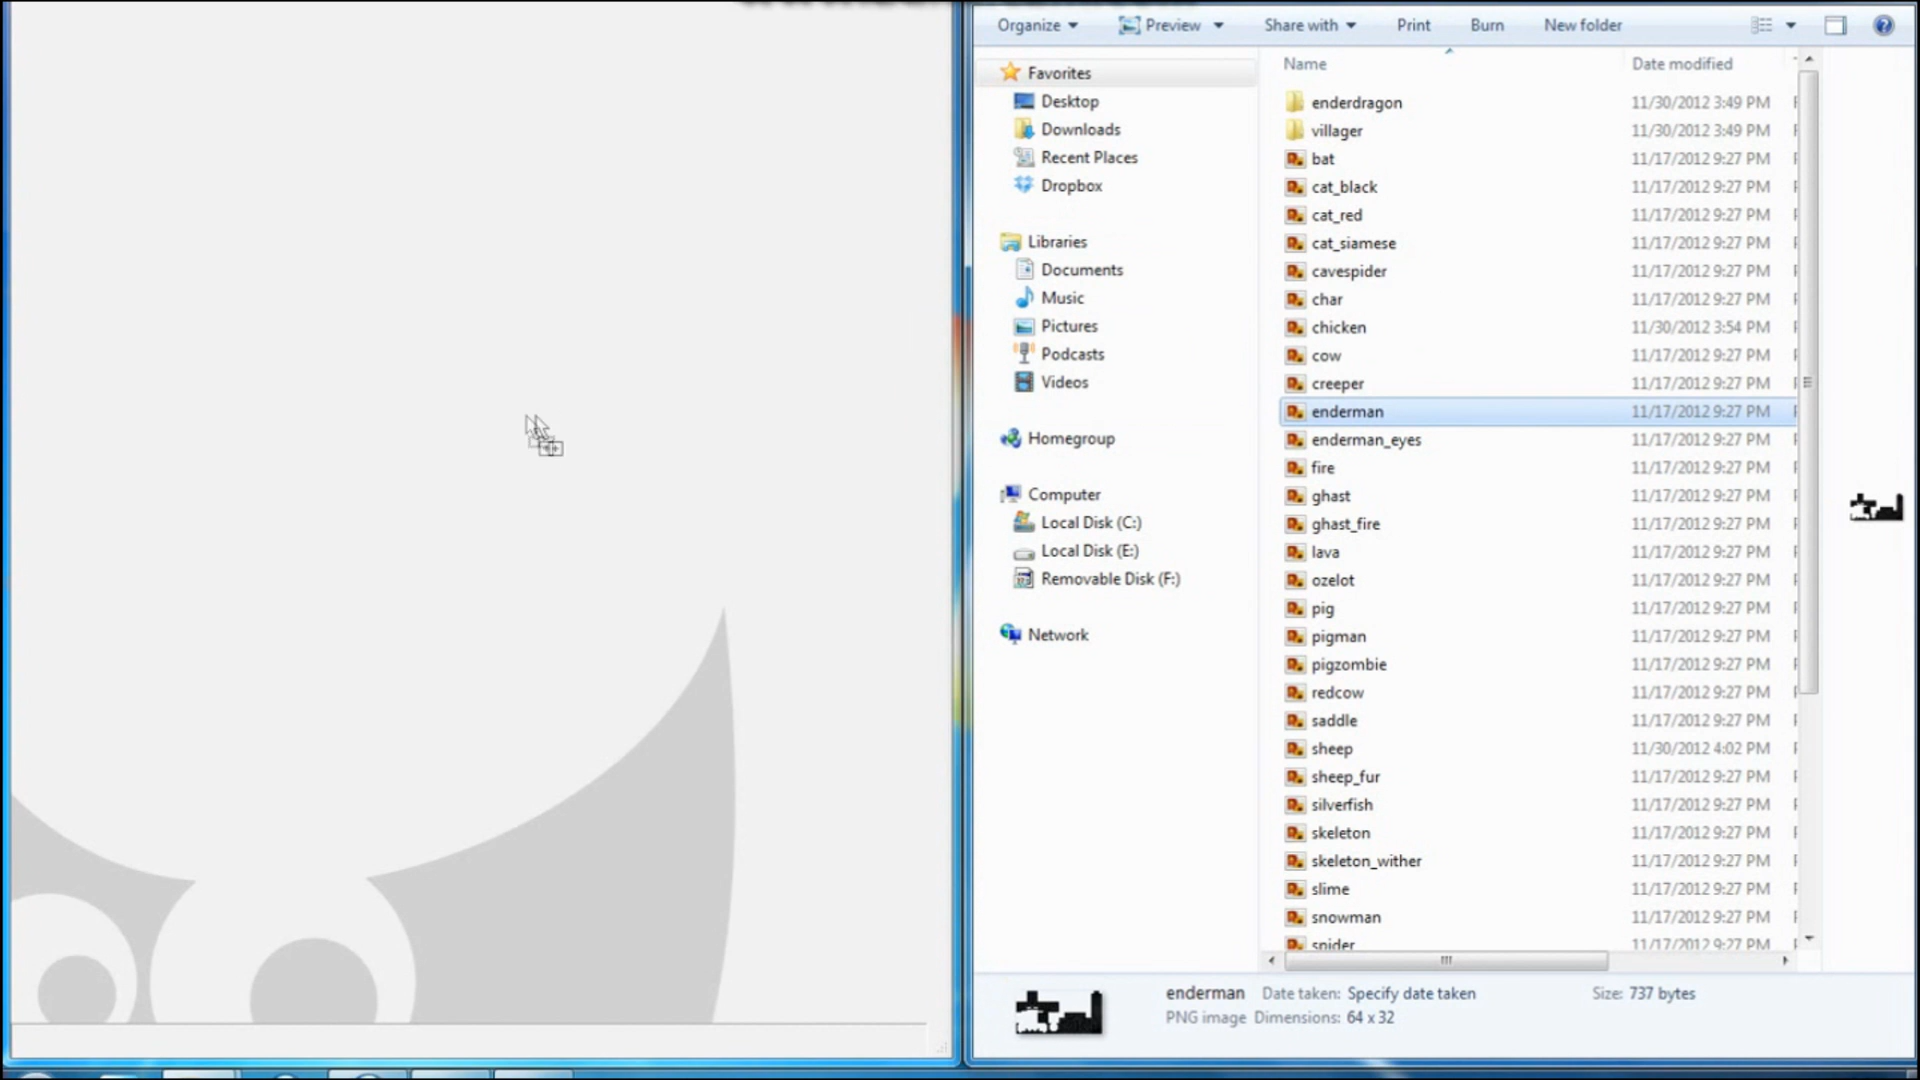 Organize Preview Share with Print Burn New folder
Favorites
Desktop
Downloads
Recent Places
Dropbox
Libraries
Documents
Music
Pictures
Podcasts
Videos
Homegroup
Computer
Local Disk (C:)
Local Disk (E:)
Removable Disk (F:)
Network
Name Date modified
enderdragon 11/30/2012 3:49 PM
villager 11/30/2012 3:49 PM
bat 11/17/2012 9:27 PM
cat_black 11/17/2012 9:27 PM
cat_red 11/17/2012 9:27 PM
cat_siamese 11/17/2012 9:27 PM
cavespider 11/17/2012 9:27 PM
char 11/17/2012 9:27 PM
chicken 11/30/2012 3:54 PM
cow 11/17/2012 9:27 PM
creeper 11/17/2012 9:27 PM
enderman 11/17/2012 9:27 PM
enderman_eyes 11/17/2012 9:27 PM
fire 11/17/2012 9:27 PM
ghast 11/17/2012 9:27 PM
ghast_fire 11/17/2012 9:27 PM
lava 11/17/2012 9:27 PM
ozelot 11/17/2012 9:27 PM
pig 11/17/2012 9:27 PM
pigman 11/17/2012 9:27 PM
pigzombie 11/17/2012 9:27 PM
redcow 11/17/2012 9:27 PM
saddle 11/17/2012 9:27 PM
sheep 11/30/2012 4:02 PM
sheep_fur 11/17/2012 9:27 PM
silverfish 11/17/2012 9:27 PM
skeleton 11/17/2012 9:27 PM
skeleton_wither 11/17/2012 9:27 PM
slime 11/17/2012 9:27 PM
snowman 11/17/2012 9:27 PM
spider 11/17/2012 9:27 PM
enderman Date taken: Specify date taken Size: 737 bytes
PNG image Dimensions: 64 x 32